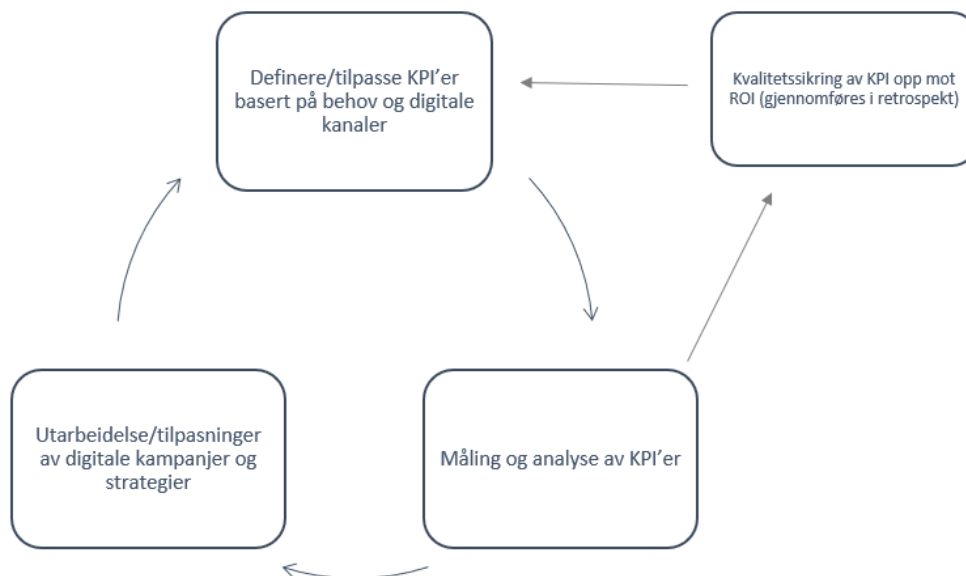 Definere/tilpasse KPI’er
basert på behov og digitale
kanaler
Kvalitetssikring av KPI opp mot
ROI (gjennomføres i retrospekt)
Utarbeidelse/tilpasninger
av digitale kampanjer og
strategier
Måling og analyse av KPI’er